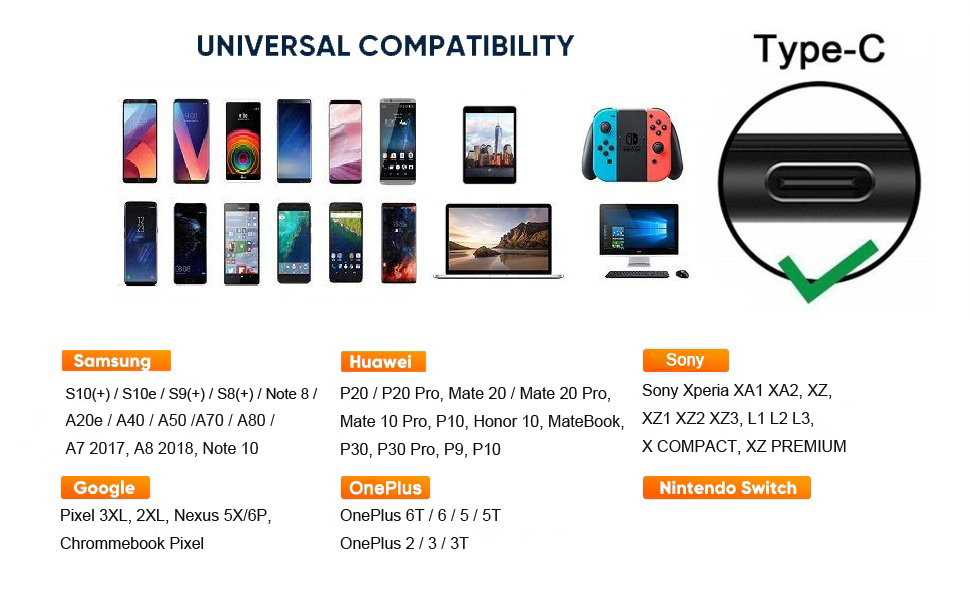 UNIVERSAL COMPATIBILITY
Type-C
Samsung
S10(+) / S10e / S9(+) / S8(+) / Note 8 /
A20e / A40 / A50 /A70 / A80 /
A7 2017, A8 2018, Note 10
Huawei
P20 / P20 Pro, Mate 20 / Mate 20 Pro,
Mate 10 Pro, P10, Honor 10, MateBook,
P30, P30 Pro, P9, P10
Sony
Sony Xperia XA1 XA2, XZ,
XZ1 XZ2 XZ3, L1 L2 L3,
X COMPACT, XZ PREMIUM
Google
Pixel 3XL, 2XL, Nexus 5X/6P,
Chrommebook Pixel
OnePlus
OnePlus 6T / 6 / 5 / 5T
OnePlus 2 / 3 / 3T
Nintendo Switch